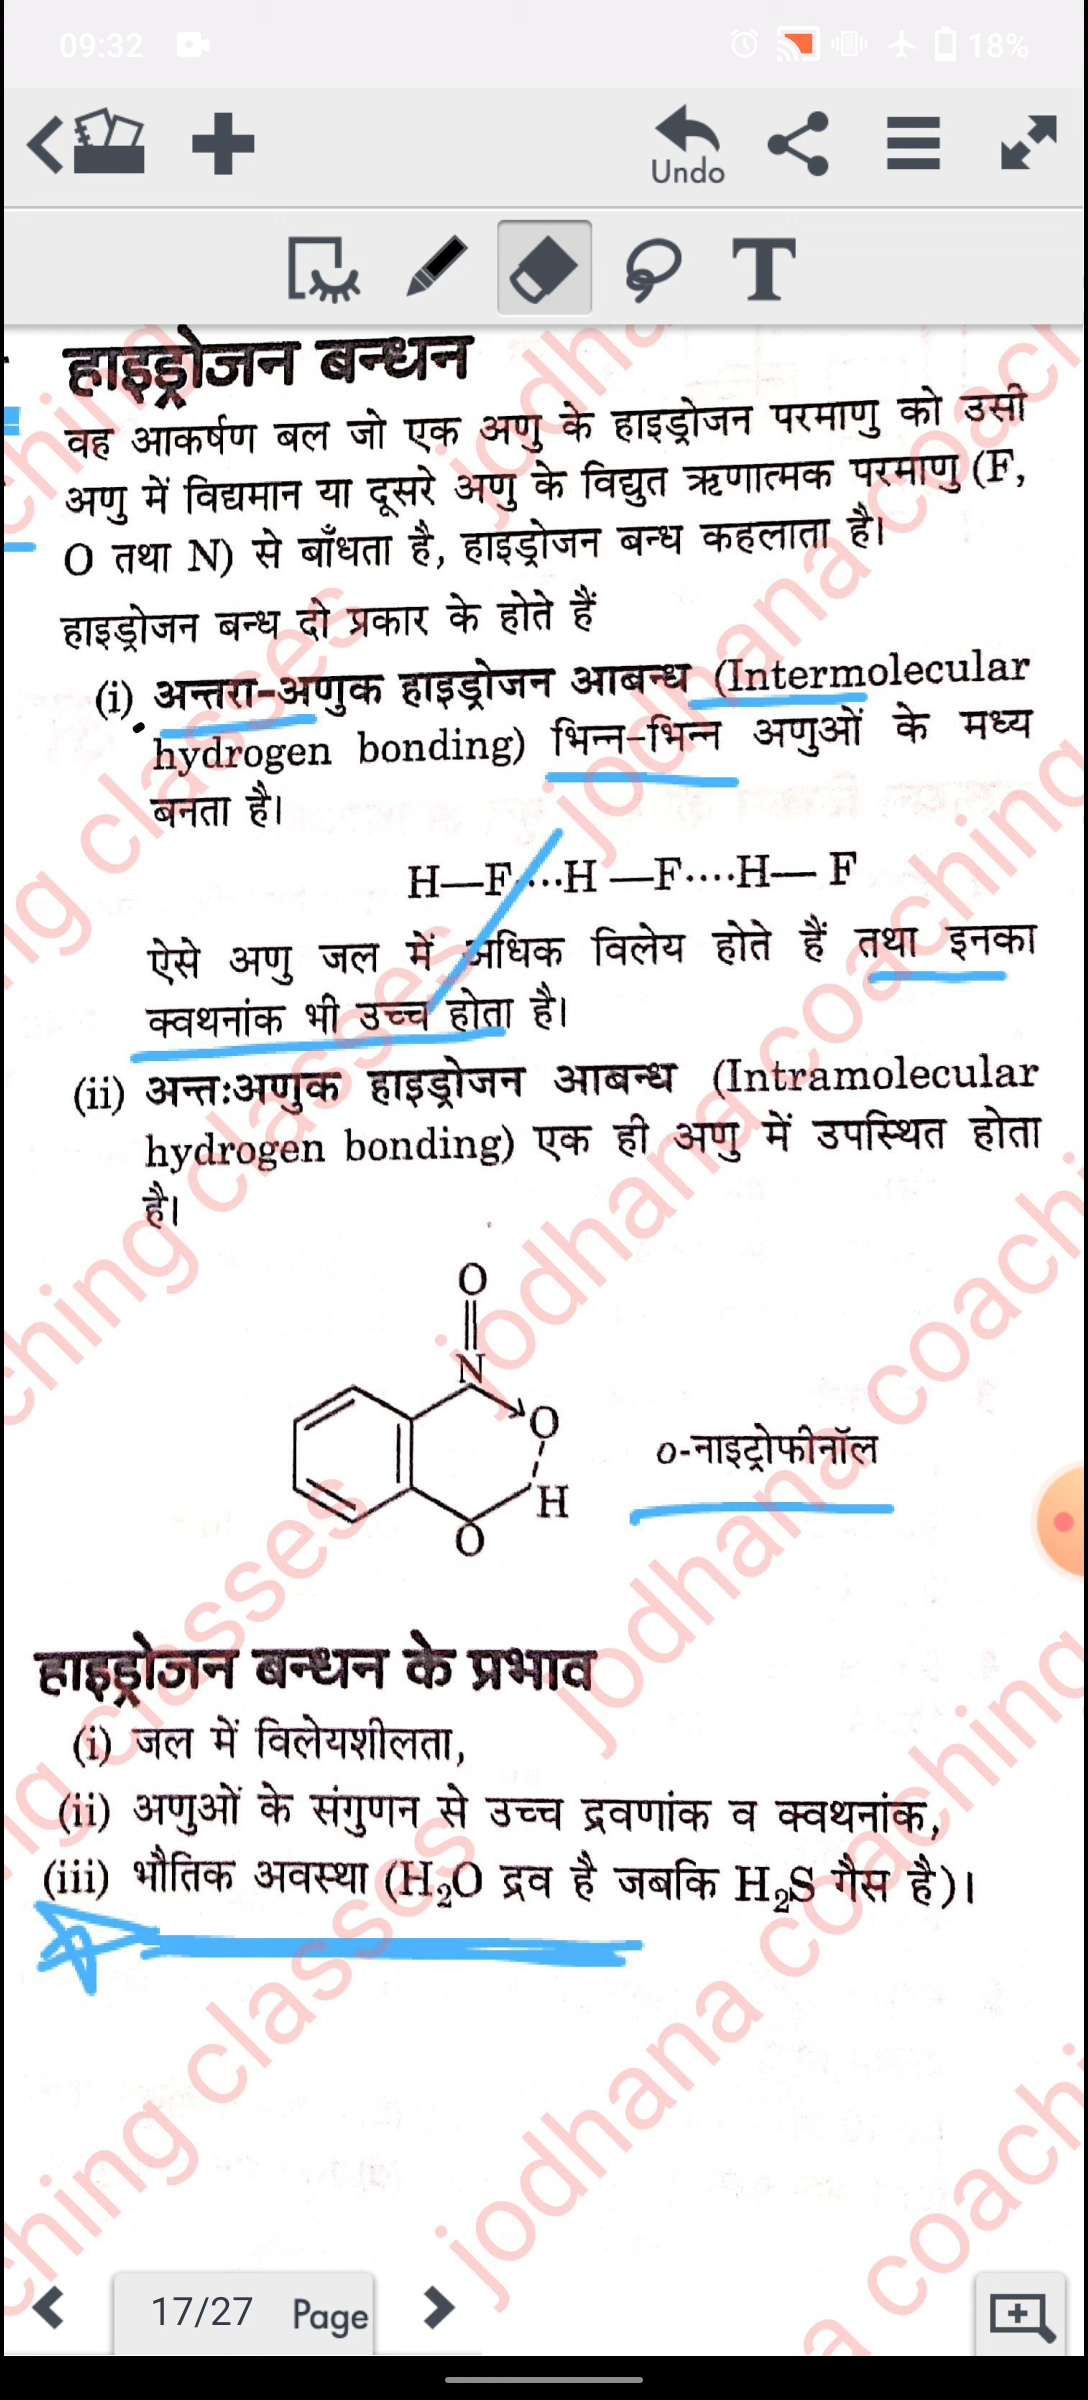 09:32
18%
Undo
T
हाइड्रोजन बन्धन
वह आकर्षण बल जो एक अणु के हाइड्रोजन परमाणु को उसी
अणु में विद्यमान या दूसरे अणु के विद्युत ऋणात्मक परमाणु (F,
O तथा N) से बाँधता है, हाइड्रोजन बन्ध कहलाता है।
हाइड्रोजन बन्ध दो प्रकार के होते हैं
(i) अन्तरा-अणुक हाइड्रोजन आबन्ध (Intermolecular
hydrogen bonding) भिन्न-भिन्न अणुओं के मध्य
बनता है।
H—F····H—F····H—F
ऐसे अणु जल में अधिक विलेय होते हैं तथा इनका
क्वथनांक भी उच्च होता है।
(ii) अन्तःअणुक हाइड्रोजन आबन्ध (Intramolecular
hydrogen bonding) एक ही अणु में उपस्थित होता
है।
O
N
O
H
O
o-नाइट्रोफीनॉल
हाइड्रोजन बन्धन के प्रभाव
(i) जल में विलेयशीलता,
(ii) अणुओं के संगुणन से उच्च द्रवणांक व क्वथनांक,
(iii) भौतिक अवस्था (H₂O द्रव है जबकि H₂S गैस है)।
jodhana coaching classes
17/27 Page